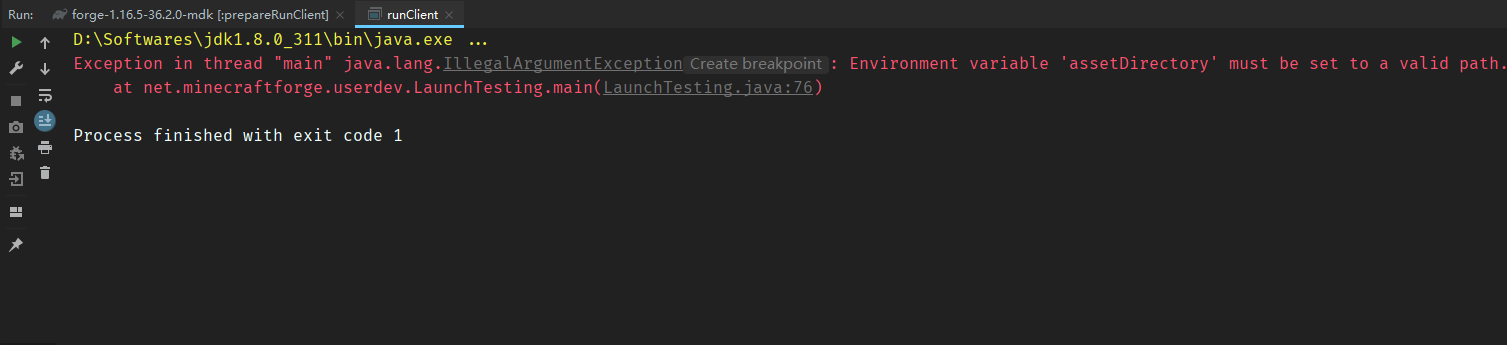 Run: forge-1.16.5-36.2.0-mdk [:prepareRunClient] runClient
D:\Softwares\jdk1.8.0_311\bin\java.exe ...
Exception in thread "main" java.lang.IllegalArgumentException Create breakpoint : Environment variable 'assetDirectory' must be set to a valid path.
at net.minecraftforge.userdev.LaunchTesting.main(LaunchTesting.java:76)
Process finished with exit code 1